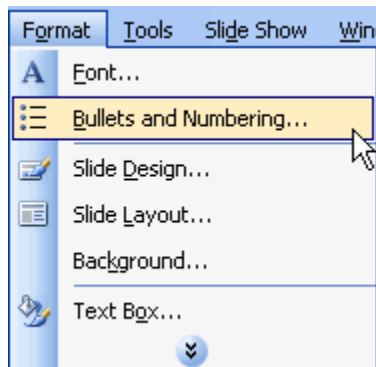 Format Tools Slide Show Win
Font...
Bullets and Numbering...
Slide Design...
Slide Layout...
Background...
Text Box...